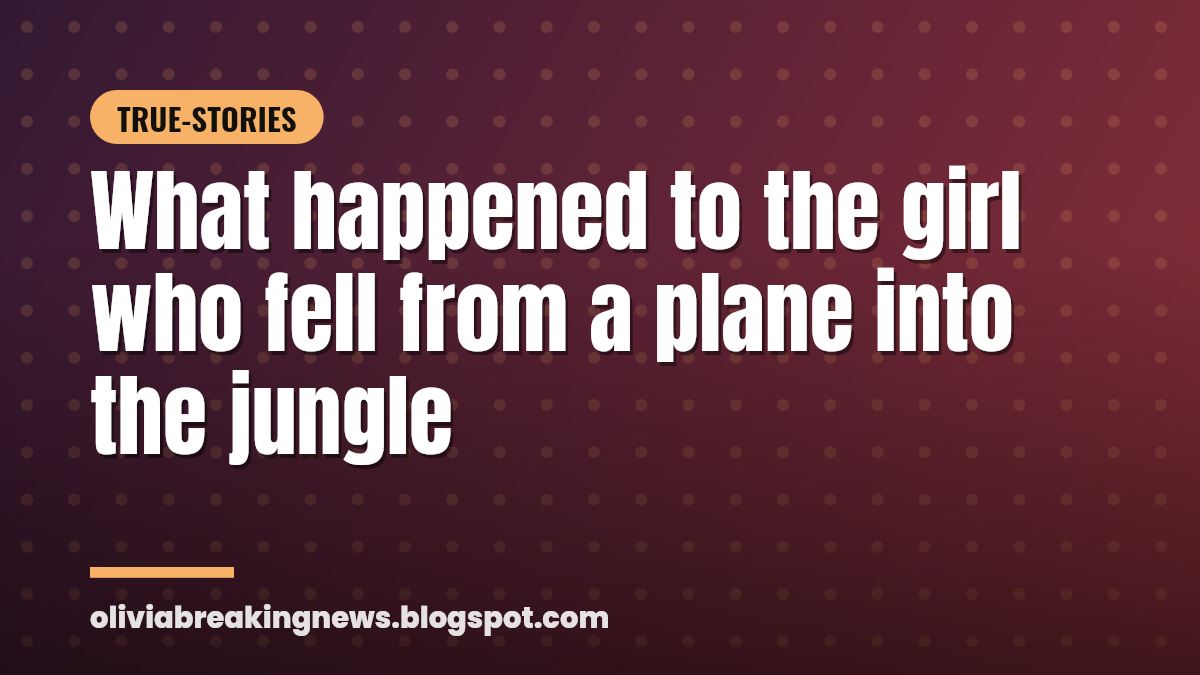 TRUE-STORIES
What happened to the girl
who fell from a plane into
the jungle
oliviabreakingnews.blogspot.com